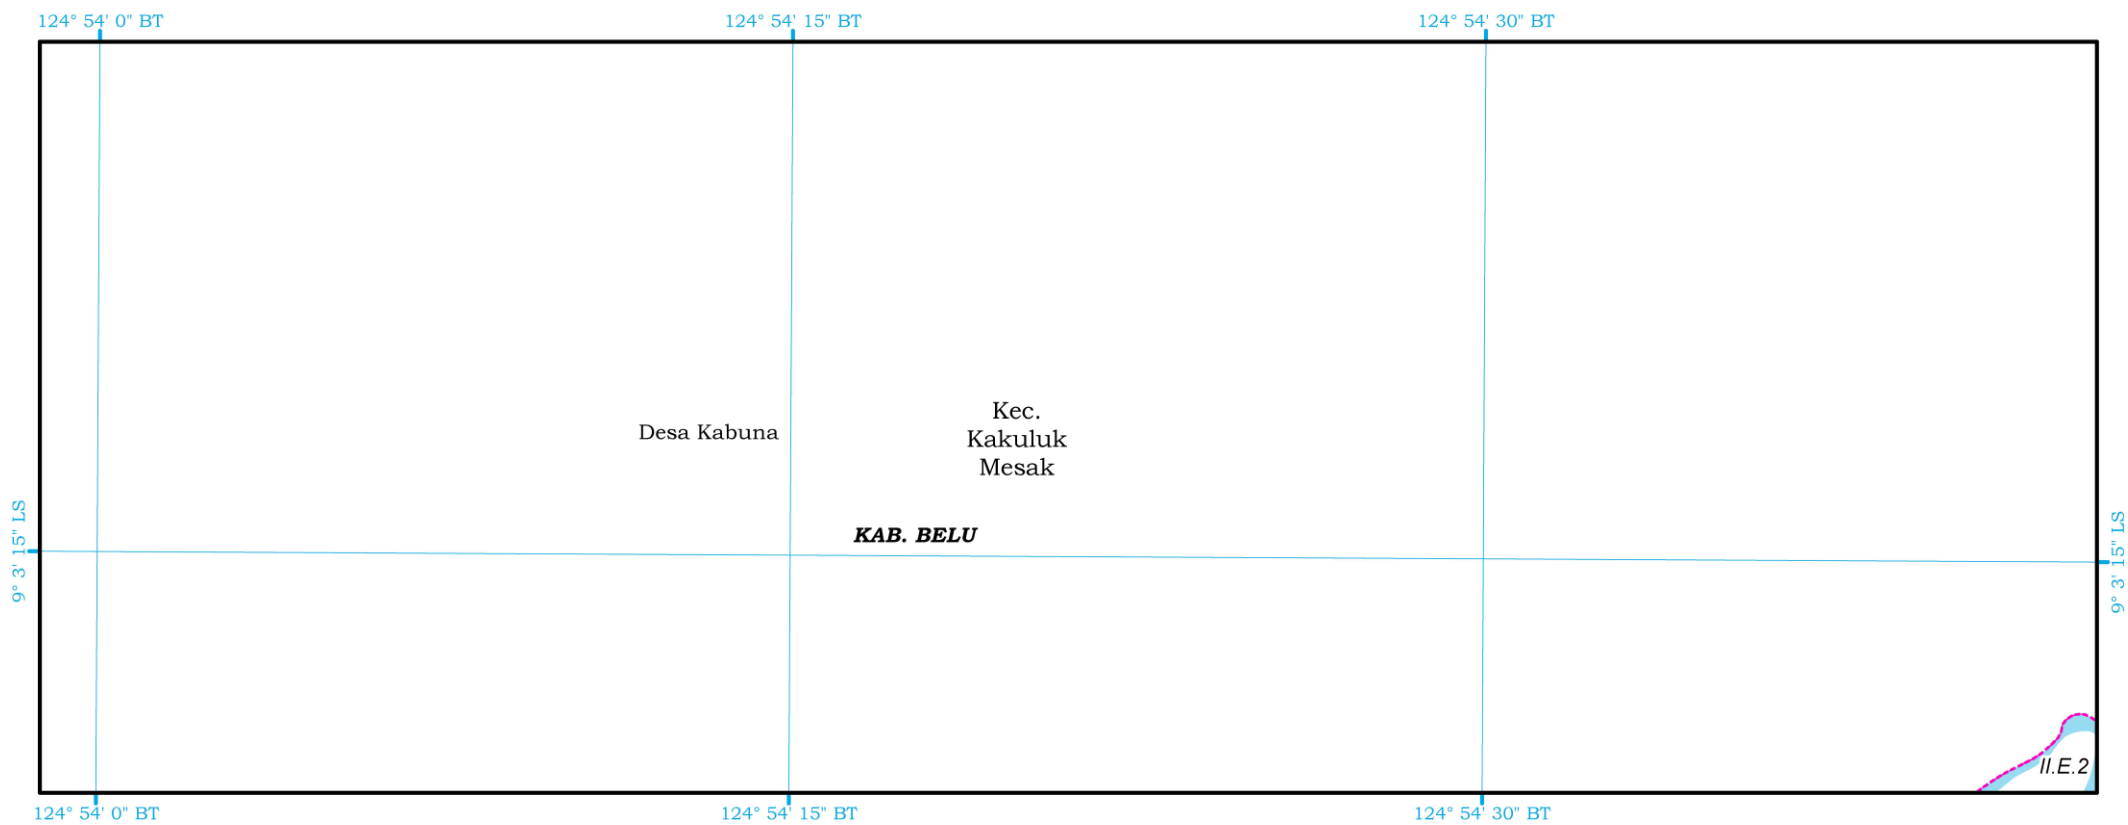 124° 54' 0" BT
124° 54' 15" BT
124° 54' 30" BT
Kec.
Kakuluk
Mesak
Desa Kabuna
KAB. BELU
9° 3' 15" LS
9° 3' 15" LS
II.E.2
124° 54' 0" BT
124° 54' 15" BT
124° 54' 30" BT